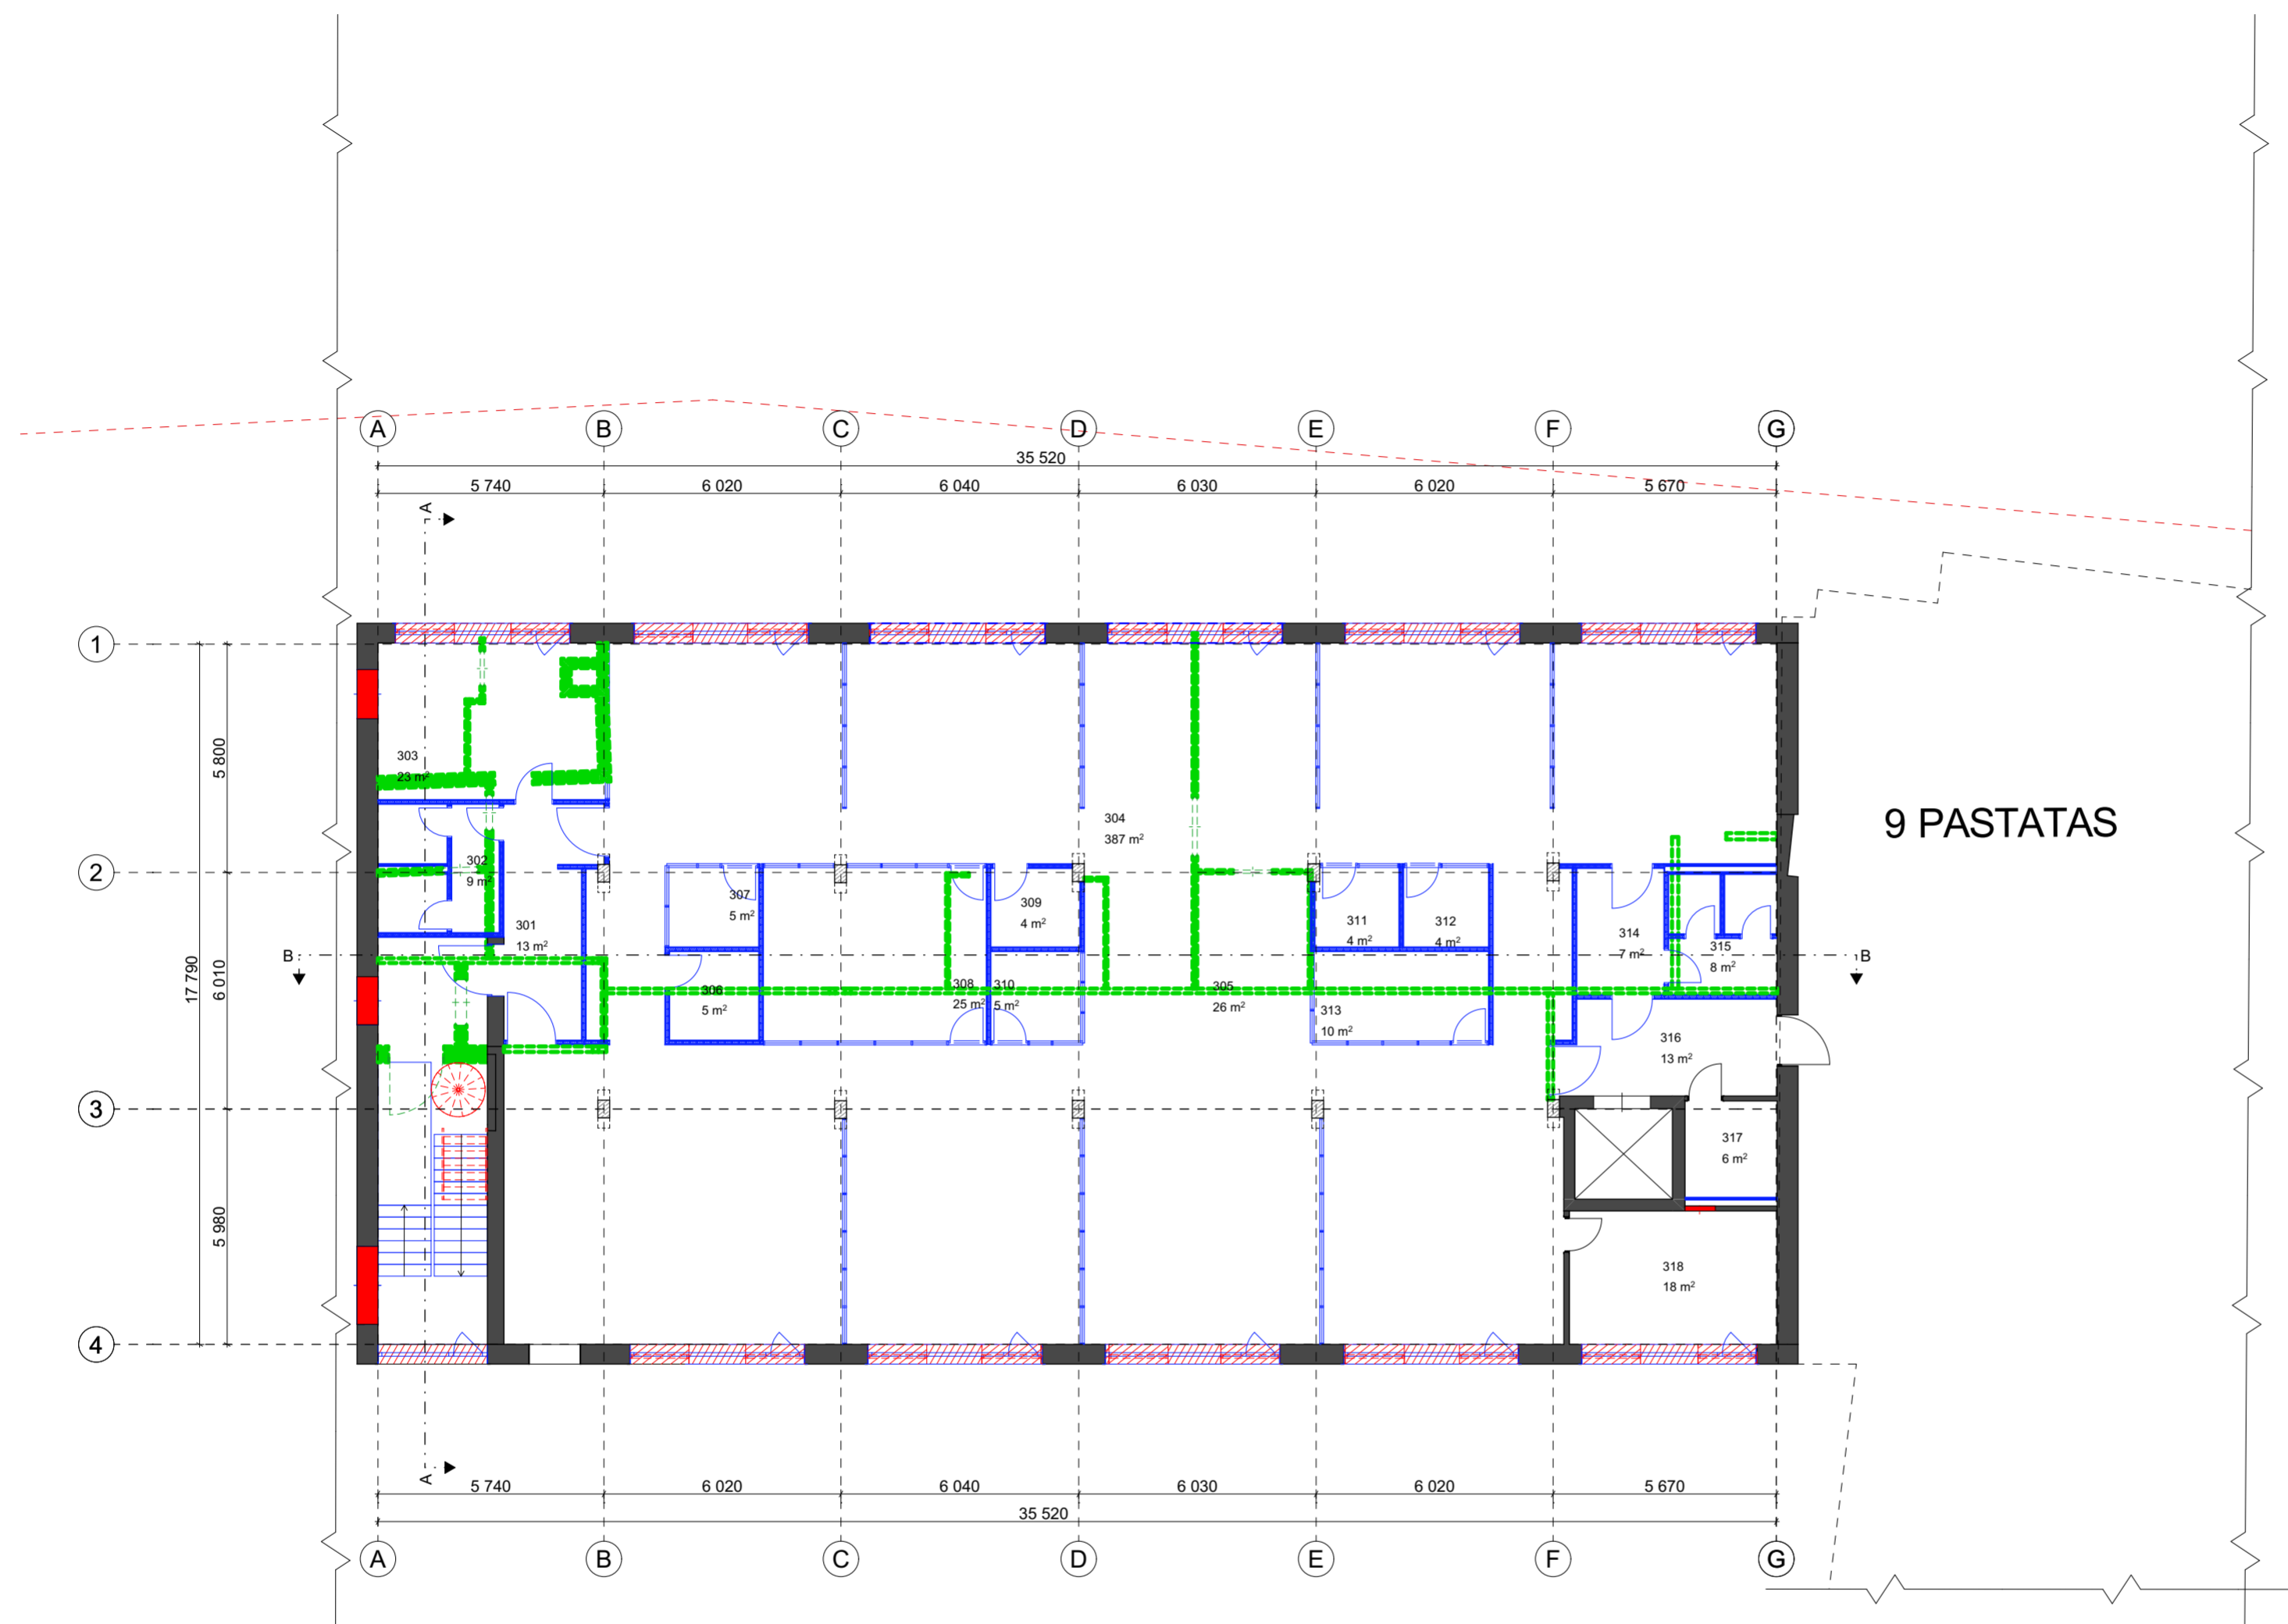 A B C D E F G
35 520
5 740 6 020 6 040 6 030 6 020 5 670
A
1
303
23 m²
5 800
304
387 m²
9 PASTATAS
302
9 m²
2
307
5 m²
309
4 m²
311
4 m²
312
4 m²
301
13 m²
314
7 m²
315
8 m²
B
B
17 790
6 010
306
5 m²
308
25 m²
310
5 m²
305
26 m²
313
10 m²
316
13 m²
3
317
6 m²
5 980
318
18 m²
4
A
5 740 6 020 6 040 6 030 6 020 5 670
35 520
A B C D E F G